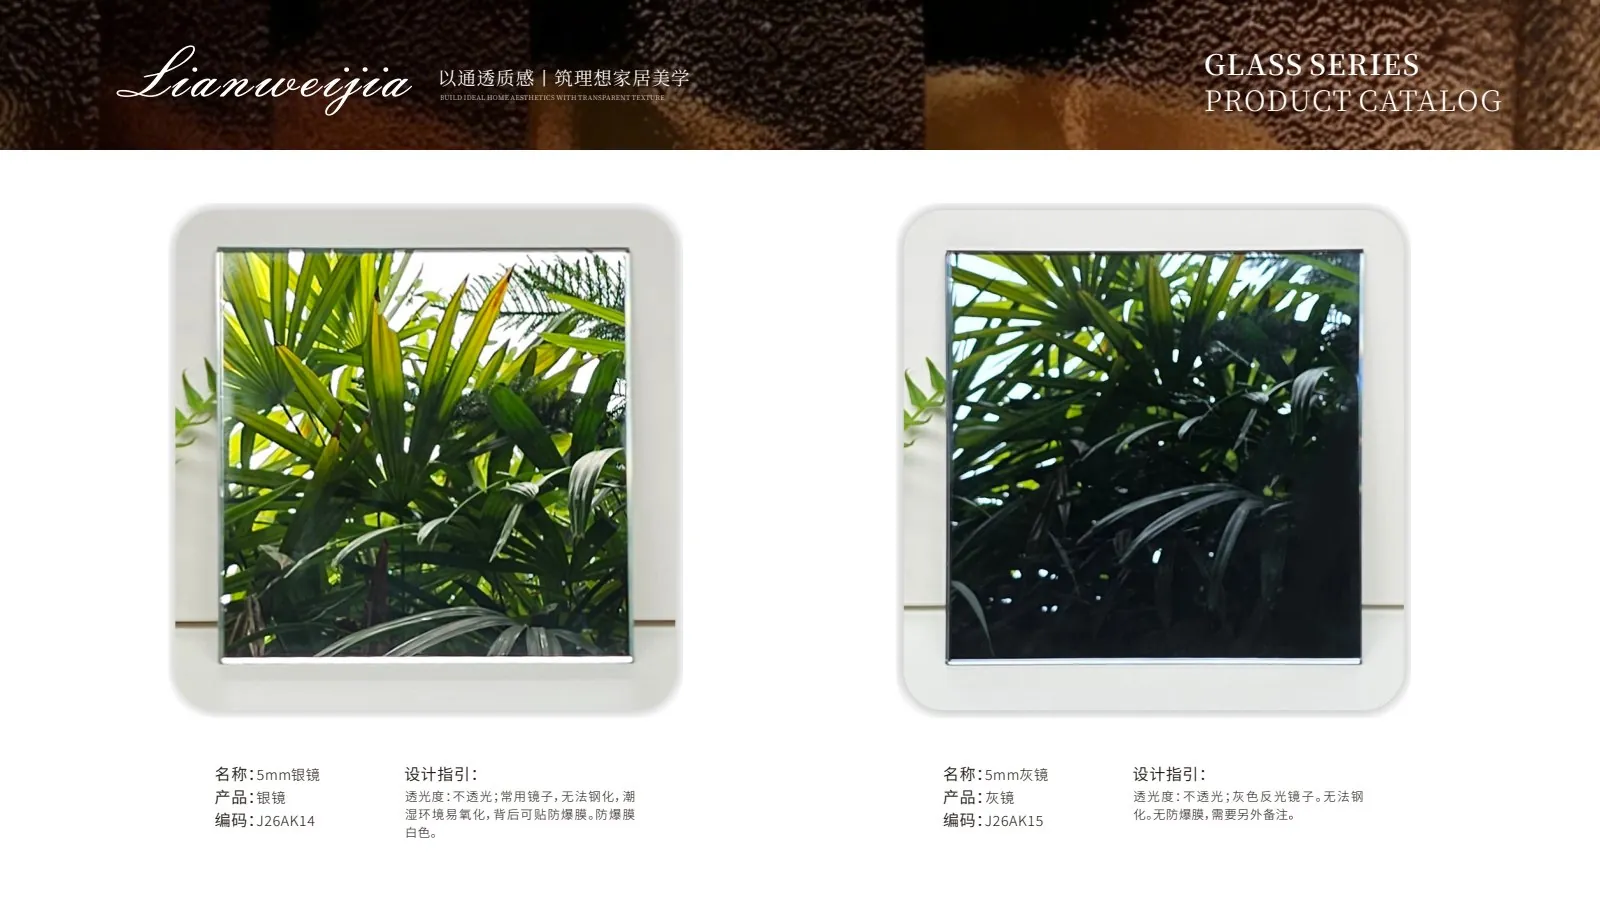 Lianweijia
以通透质感丨筑理想家居美学
BUILD IDEAL HOME AESTHETICS WITH TRANSPARENT TEXTURE
GLASS SERIES
PRODUCT CATALOG
名称：5mm银镜
产品：银镜
编码：J26AK14
设计指引：
透光度：不透光；常用镜子，无法钢化，潮
湿环境易氧化，背后可贴防爆膜。防爆膜
白色。
名称：5mm灰镜
产品：灰镜
编码：J26AK15
设计指引：
透光度：不透光；灰色反光镜子。无法钢
化。无防爆膜，需要另外备注。